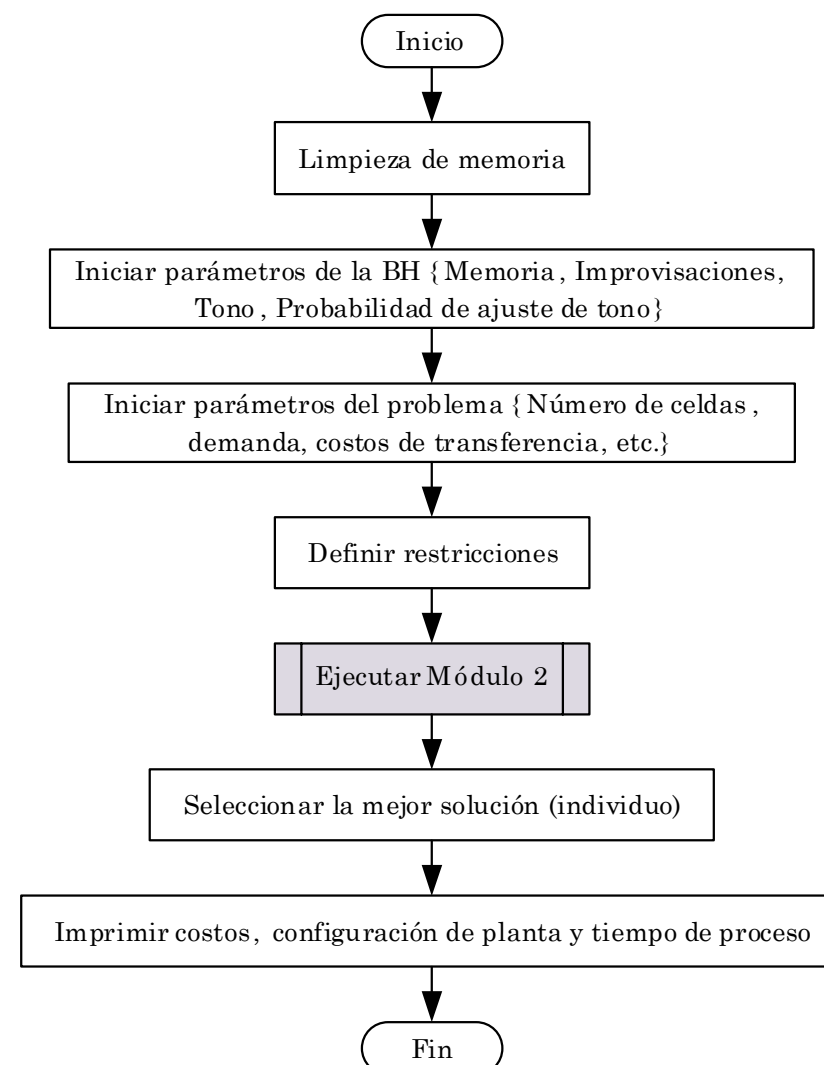 Inicio
Limpieza de memoria
Iniciar parámetros de la BH {Memoria, Improvisaciones,
Tono, Probabilidad de ajuste de tono}
Iniciar parámetros del problema {Número de celdas,
demanda, costos de transferencia, etc.}
Definir restricciones
Ejecutar Módulo 2
Seleccionar la mejor solución (individuo)
Imprimir costos, configuración de planta y tiempo de proceso
Fin